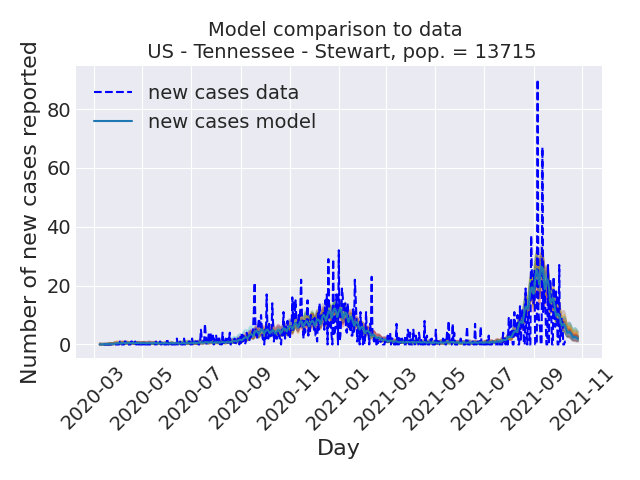 Model comparison to data
US - Tennessee - Stewart, pop. = 13715
new cases data
new cases model
Number of new cases reported
80
60
40
20
0
2020-03
2020-05
2020-07
2020-09
2020-11
2021-01
2021-03
2021-05
2021-07
2021-09
2021-11
Day